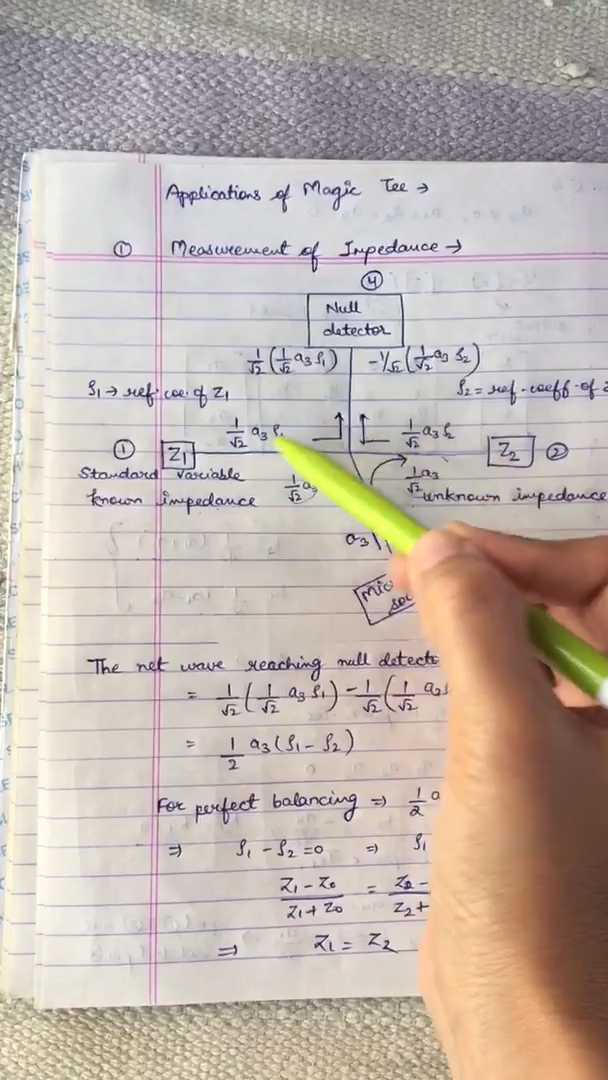 Applications of Magic Tee →
① Measurement of Impedance →
④
Null
detector
1/√2 (1/√2 a₃ ρ₁) -1/√2 (1/√2 a₃ ρ₂)
ρ₁ → ref. coe. of Z₁ ρ₂ = ref. coeff. of
1/√2 a₃ ρ₁ 1/√2 a₃ ρ₂
① Z₁ Z₂ ②
Standard variable 1/√2 a₃
known impedance 1/√2 unknown impedance
a₃
The net wave reaching null
= 1/√2 (1/√2 a₃ ρ₁) - 1/√2 (1/√2
= 1/2 a₃ (ρ₁ - ρ₂)
For perfect balancing ⇒ 1/2 a
⇒ ρ₁ - ρ₂ = 0 ⇒ ρ₁
Z₁ - Z₀ / Z₁ + Z₀ = Z₂ - / Z₂ +
⇒ Z₁ = Z₂